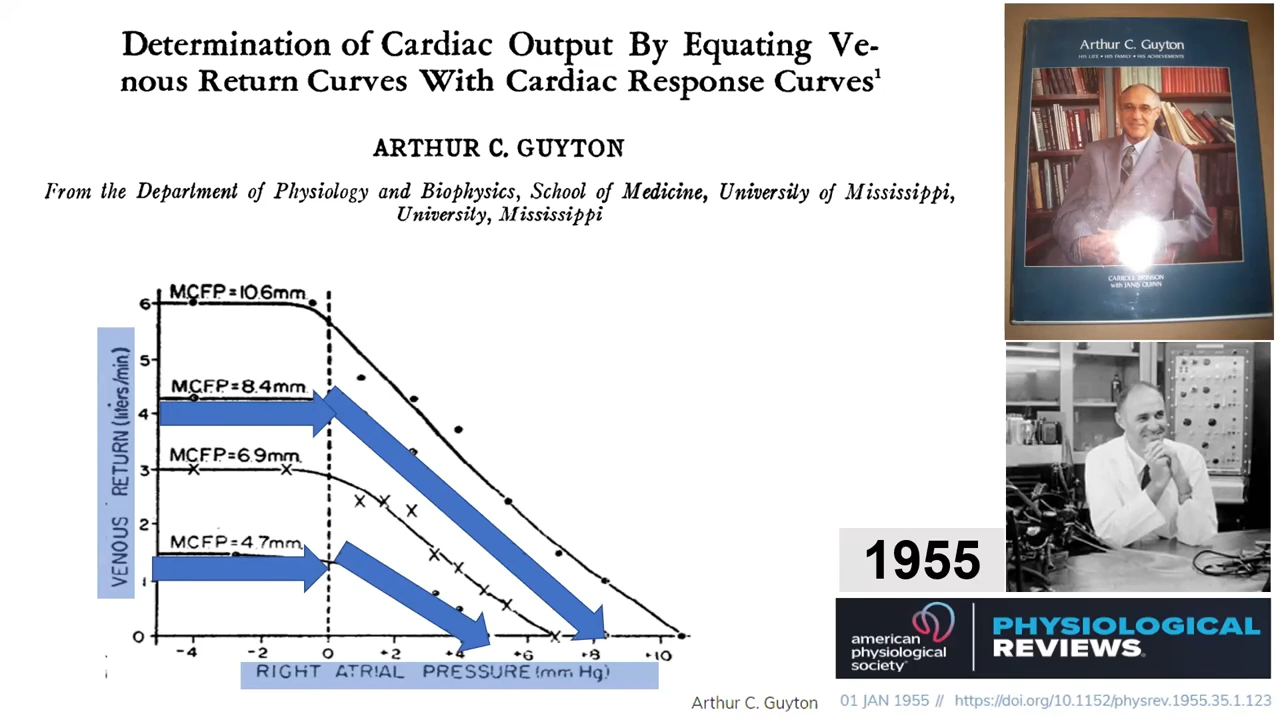 Determination of Cardiac Output By Equating Ve-
nous Return Curves With Cardiac Response Curves¹
ARTHUR C. GUYTON
From the Department of Physiology and Biophysics, School of Medicine, University of Mississippi,
University, Mississippi
MCFP=10.6mm
MCFP=8.4mm
MCFP=6.9mm
MCFP=4.7mm
6
5
4
3
2
1
0
-4
-2
0
+2
+4
+6
+8
+10
VENOUS RETURN (liters/min.)
RIGHT ATRIAL PRESSURE (mm Hg)
Arthur C. Guyton
HIS LIFE • HIS FAMILY • HIS ACHIEVEMENTS
CARROLL BRINSON
with JANIS QUINN
1955
american
physiological
society
PHYSIOLOGICAL
REVIEWS.
Arthur C. Guyton
01 JAN 1955 // https://doi.org/10.1152/physrev.1955.35.1.123